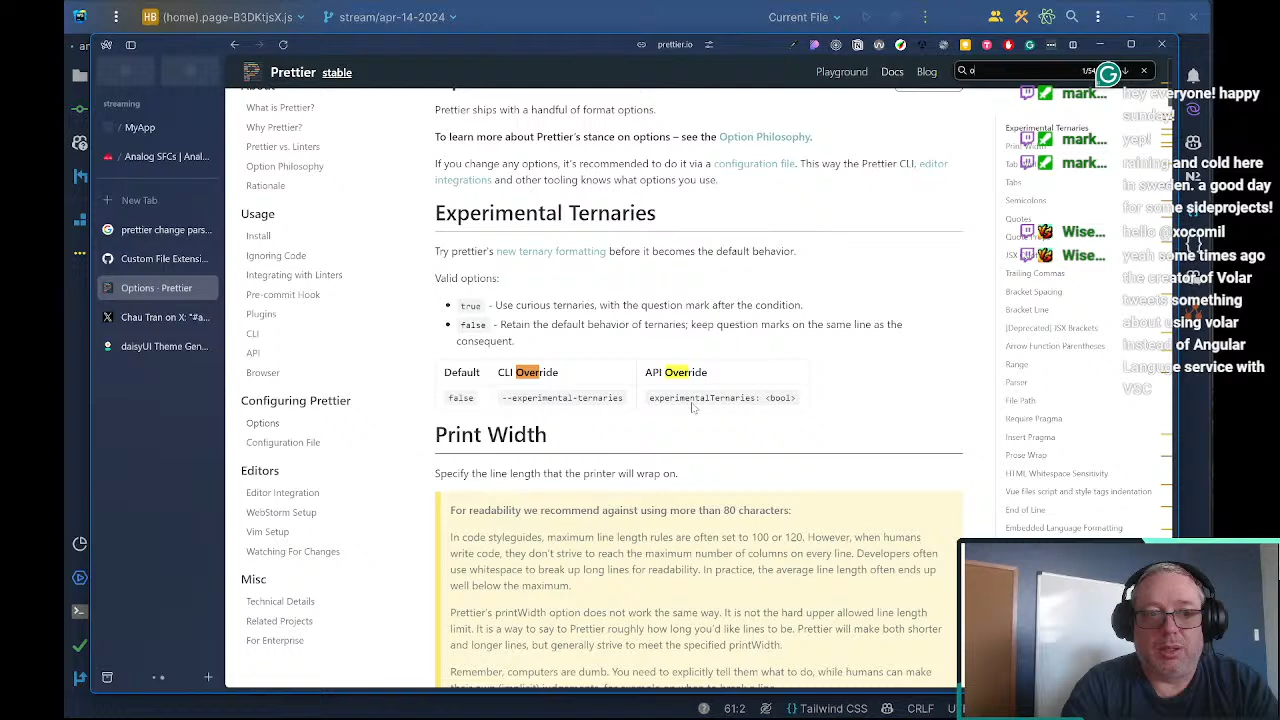 HB (home).page-B3DKtjsX.js
stream/apr-14-2024
Current File
prettier.io
Prettier stable
Playground
Docs
Blog
o
1/54
streaming
MyApp
Analog SFCs | Anal...
New Tab
prettier change pars...
Custom File Extensi...
Options · Prettier
Chau Tran on X: "#a...
daisyUI Theme Gen...
What is Prettier?
Why Prettier?
Prettier vs. Linters
Option Philosophy
Rationale
Usage
Install
Ignoring Code
Integrating with Linters
Pre-commit Hook
Plugins
CLI
API
Browser
Configuring Prettier
Options
Configuration File
Editors
Editor Integration
WebStorm Setup
Vim Setup
Watching For Changes
Misc
Technical Details
Related Projects
For Enterprise
Prettier ships with a handful of format options.
To learn more about Prettier's stance on options – see the Option Philosophy.
If you change any options, it's recommended to do it via a configuration file. This way the Prettier CLI, editor
integrations and other tooling knows what options you use.
Experimental Ternaries
Try prettier's new ternary formatting before it becomes the default behavior.
Valid options:
true - Use curious ternaries, with the question mark after the condition.
false - Retain the default behavior of ternaries; keep question marks on the same line as the
consequent.
Default CLI Override API Override
false --experimental-ternaries experimentalTernaries: <bool>
Print Width
Specify the line length that the printer will wrap on.
For readability we recommend against using more than 80 characters:
In code styleguides, maximum line length rules are often set to 100 or 120. However, when humans
write code, they don't strive to reach the maximum number of columns on every line. Developers often
use whitespace to break up long lines for readability. In practice, the average line length often ends up
well below the maximum.
Prettier's printWidth option does not work the same way. It is not the hard upper allowed line length
limit. It is a way to say to Prettier roughly how long you'd like lines to be. Prettier will make both shorter
and longer lines, but generally strive to meet the specified printWidth.
Remember, computers are dumb. You need to explicitly tell them what to do, while humans can make
Experimental Ternaries
Tabs
Semicolons
Quotes
Trailing Commas
Bracket Spacing
Bracket Line
[Deprecated] JSX Brackets
Arrow Function Parentheses
Range
Parser
File Path
Require Pragma
Insert Pragma
Prose Wrap
HTML Whitespace Sensitivity
Vue files script and style tags indentation
End of Line
Embedded Language Formatting
mark... hey everyone! happy
sunday!
mark... yep!
mark... raining and cold here
in sweden. a good day
for some sideprojects!
Wise... hello @xocomil
Wise... yeah some times ago
the creator of Volar
tweets something
about using volar
instead of Angular
Languge service with
VSC
61:2
Tailwind CSS
CRLF